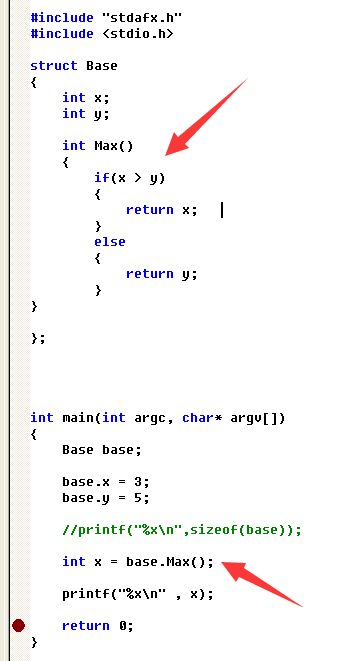 #include "stdafx.h"
#include <stdio.h>
struct Base
{
int x;
int y;
int Max()
{
if(x > y)
{
return x;
}
else
{
return y;
}
}
};
int main(int argc, char* argv[])
{
Base base;
base.x = 3;
base.y = 5;
//printf("%x\n",sizeof(base));
int x = base.Max();
printf("%x\n" , x);
return 0;
}